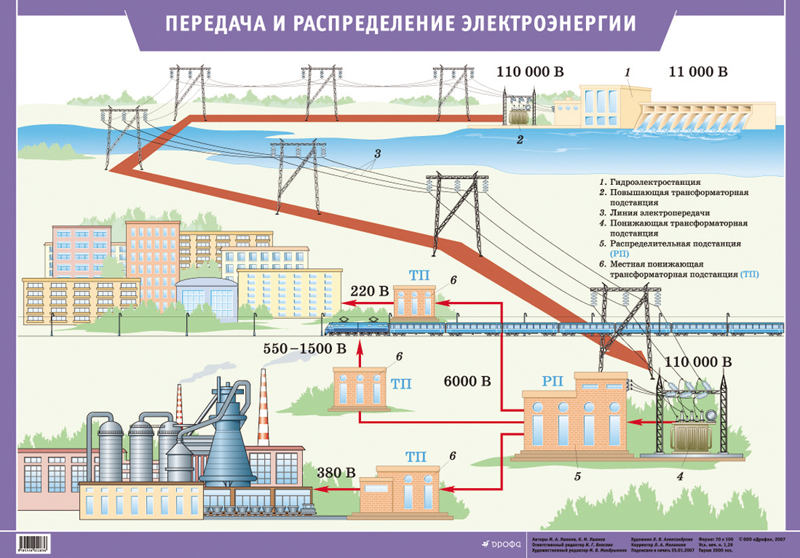 ПЕРЕДАЧА И РАСПРЕДЕЛЕНИЕ ЭЛЕКТРОЭНЕРГИИ
110 000 В
1
11 000 В
2
3
1. Гидроэлектростанция
2. Повышающая трансформаторная
подстанция
3. Линия электропередачи
4. Понижающая трансформаторная
подстанция
5. Распределительная подстанция
(РП)
6. Местная понижающая
трансформаторная подстанция (ТП)
ТП
6
220 В
550–1500 В
6
ТП
6000 В
РП
110 000 В
ТП
6
380 В
5
4
дрофа